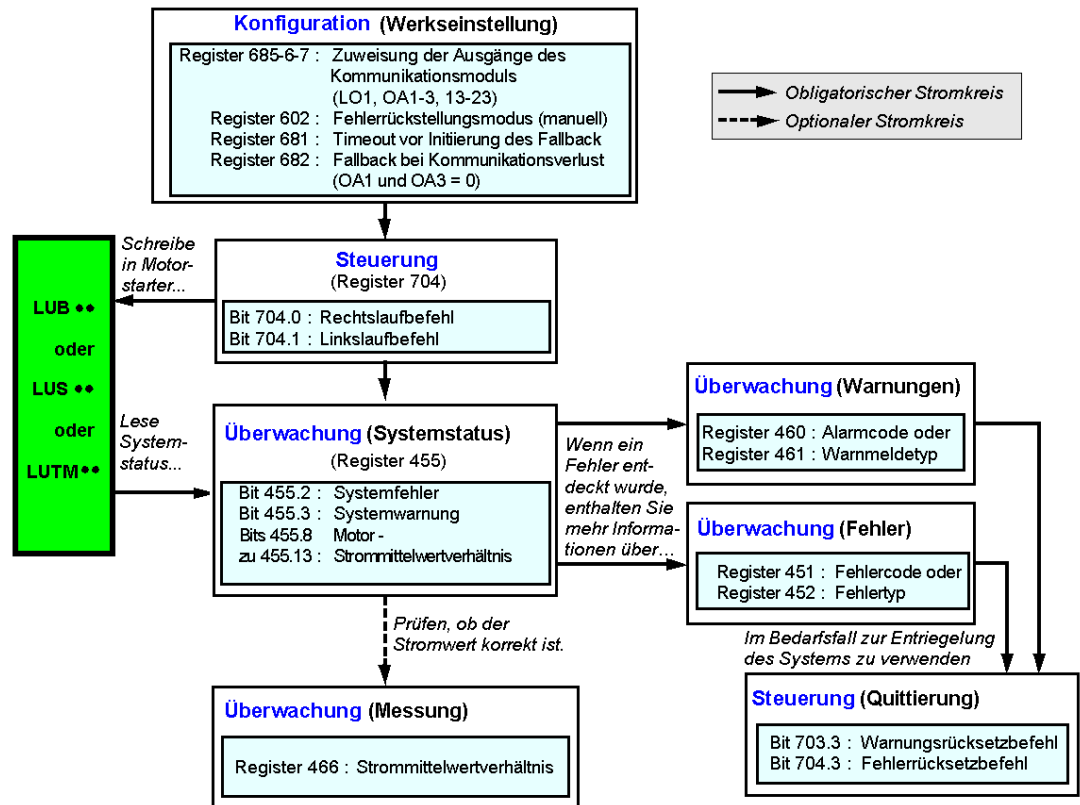 Konfiguration (Werkseinstellung)
Register 685-6-7 : Zuweisung der Ausgänge des
Kommunikationsmoduls
(LO1, OA1-3, 13-23)
Register 602 : Fehlerrückstellungsmodus (manuell)
Register 681 : Timeout vor Initiierung des Fallback
Register 682 : Fallback bei Kommunikationsverlust
(OA1 und OA3 = 0)
Obligatorischer Stromkreis
Optionaler Stromkreis
LUB ••
oder
LUS ••
oder
LUTM••
Schreibe
in Motor-
starter...
Steuerung
(Register 704)
Bit 704.0 : Rechtslaufbefehl
Bit 704.1 : Linkslaufbefehl
Lese
System-
status...
Überwachung (Systemstatus)
(Register 455)
Bit 455.2 : Systemfehler
Bit 455.3 : Systemwarnung
Bits 455.8 Motor -
zu 455.13 : Strommittelwertverhältnis
Wenn ein
Fehler ent-
deckt wurde,
enthalten Sie
mehr Informa-
tionen über...
Überwachung (Warnungen)
Register 460 : Alarmcode oder
Register 461 : Warnmeldetyp
Überwachung (Fehler)
Register 451 : Fehlercode oder
Register 452 : Fehlertyp
Prüfen, ob der
Stromwert korrekt ist.
Im Bedarfsfall zur Entriegelung
des Systems zu verwenden
Überwachung (Messung)
Register 466 : Strommittelwertverhältnis
Steuerung (Quittierung)
Bit 703.3 : Warnungsrücksetzbefehl
Bit 704.3 : Fehlerrücksetzbefehl